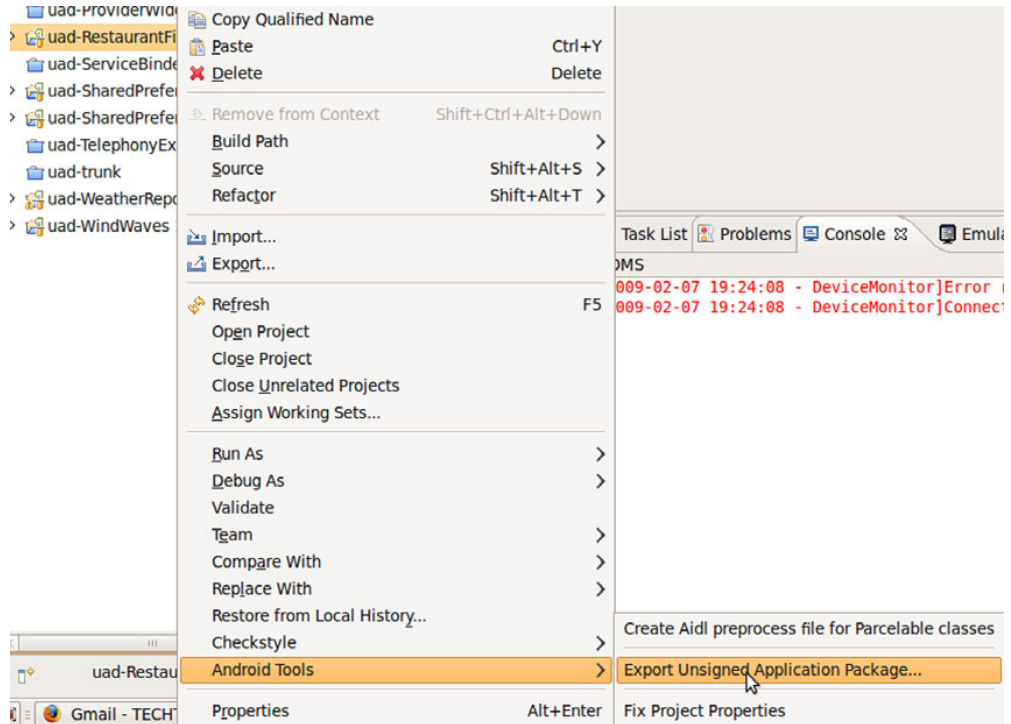 uad-ProviderWid
uad-RestaurantFi
uad-ServiceBinde
uad-SharedPrefe
uad-SharedPrefe
uad-TelephonyEx
uad-trunk
uad-WeatherRepo
uad-WindWaves
Copy Qualified Name
Paste Ctrl+Y
Delete Delete
Remove from Context Shift+Ctrl+Alt+Down
Build Path
Source Shift+Alt+S
Refactor Shift+Alt+T
Import...
Export...
Refresh F5
Open Project
Close Project
Close Unrelated Projects
Assign Working Sets...
Run As
Debug As
Validate
Team
Compare With
Replace With
Restore from Local History...
Checkstyle
Android Tools
Properties Alt+Enter
Task List Problems Console Emula
DMS
009-02-07 19:24:08 - DeviceMonitor]Error
009-02-07 19:24:08 - DeviceMonitor]Connect
Create Aidl preprocess file for Parcelable classes
Export Unsigned Application Package...
Fix Project Properties
uad-Restau
Gmail - TECHT